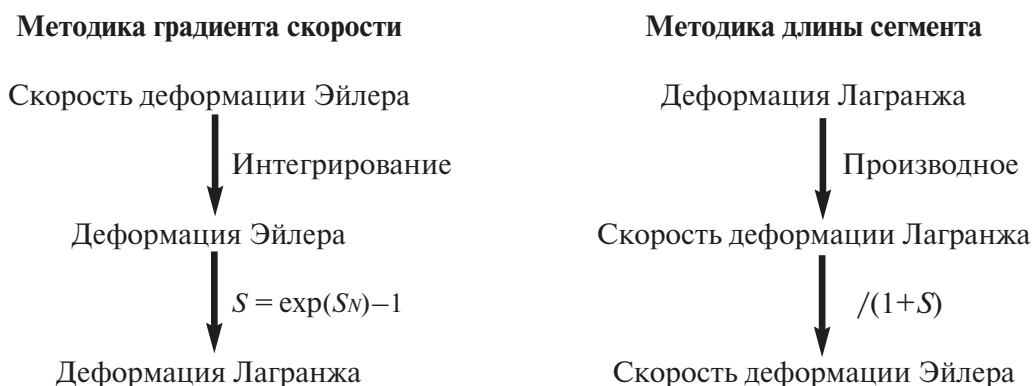 Методика градиента скорости
Скорость деформации Эйлера
Интегрирование
Деформация Эйлера
S = exp(SN)–1
Деформация Лагранжа
Методика длины сегмента
Деформация Лагранжа
Производное
Скорость деформации Лагранжа
/(1+S)
Скорость деформации Эйлера